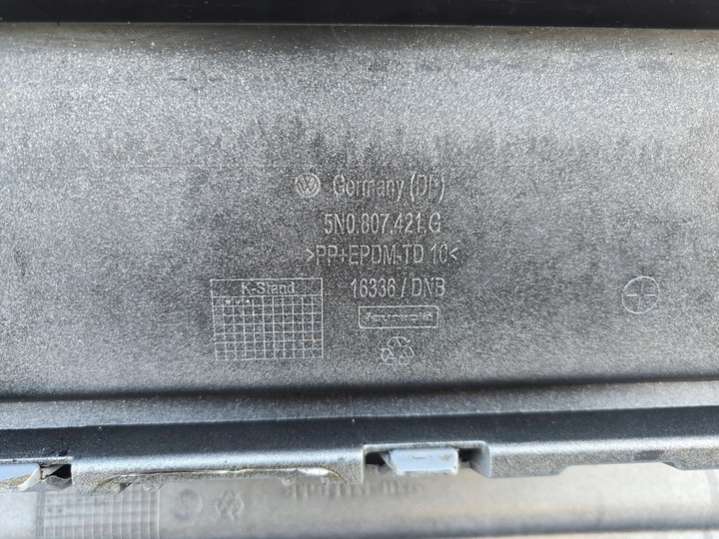 Germany (DP)
5N0.807.421.G
>PP+EPDM-TD 10<
K-Stand
16336 / DNB